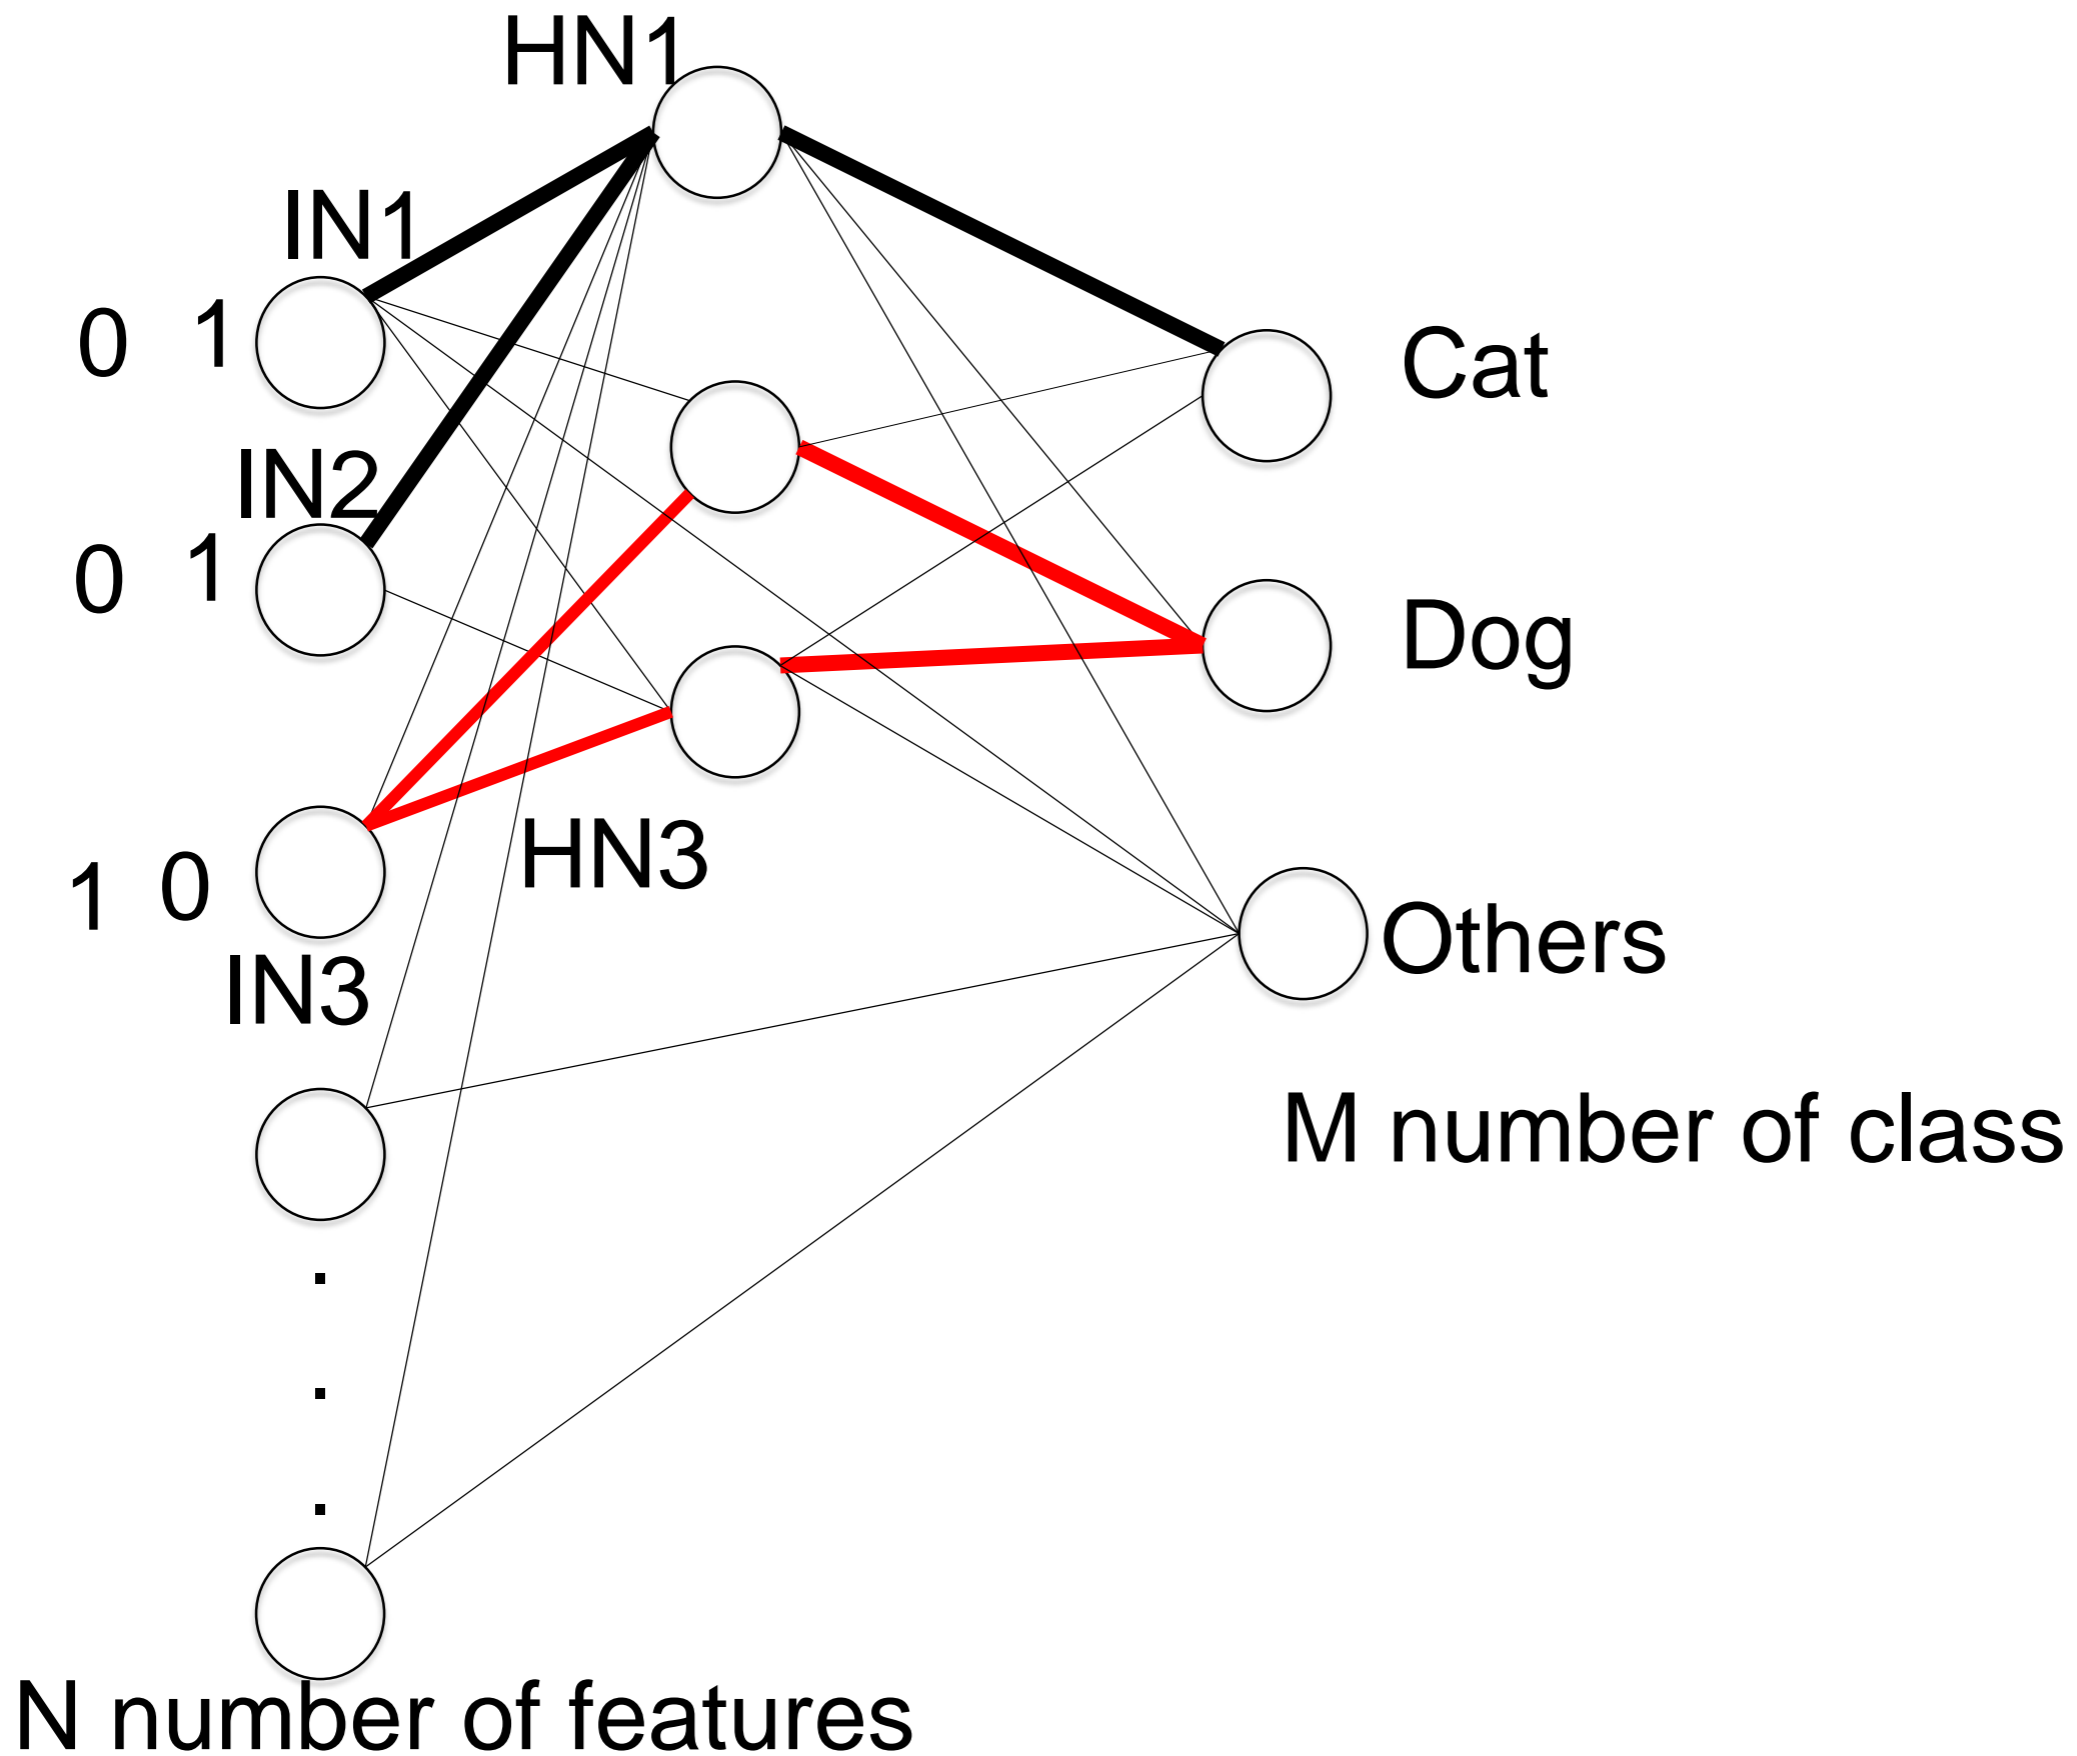 HN1
IN1
0 1
Cat
IN2
0 1
Dog
HN3
1 0
Others
IN3
M number of class
.
.
.
N number of features